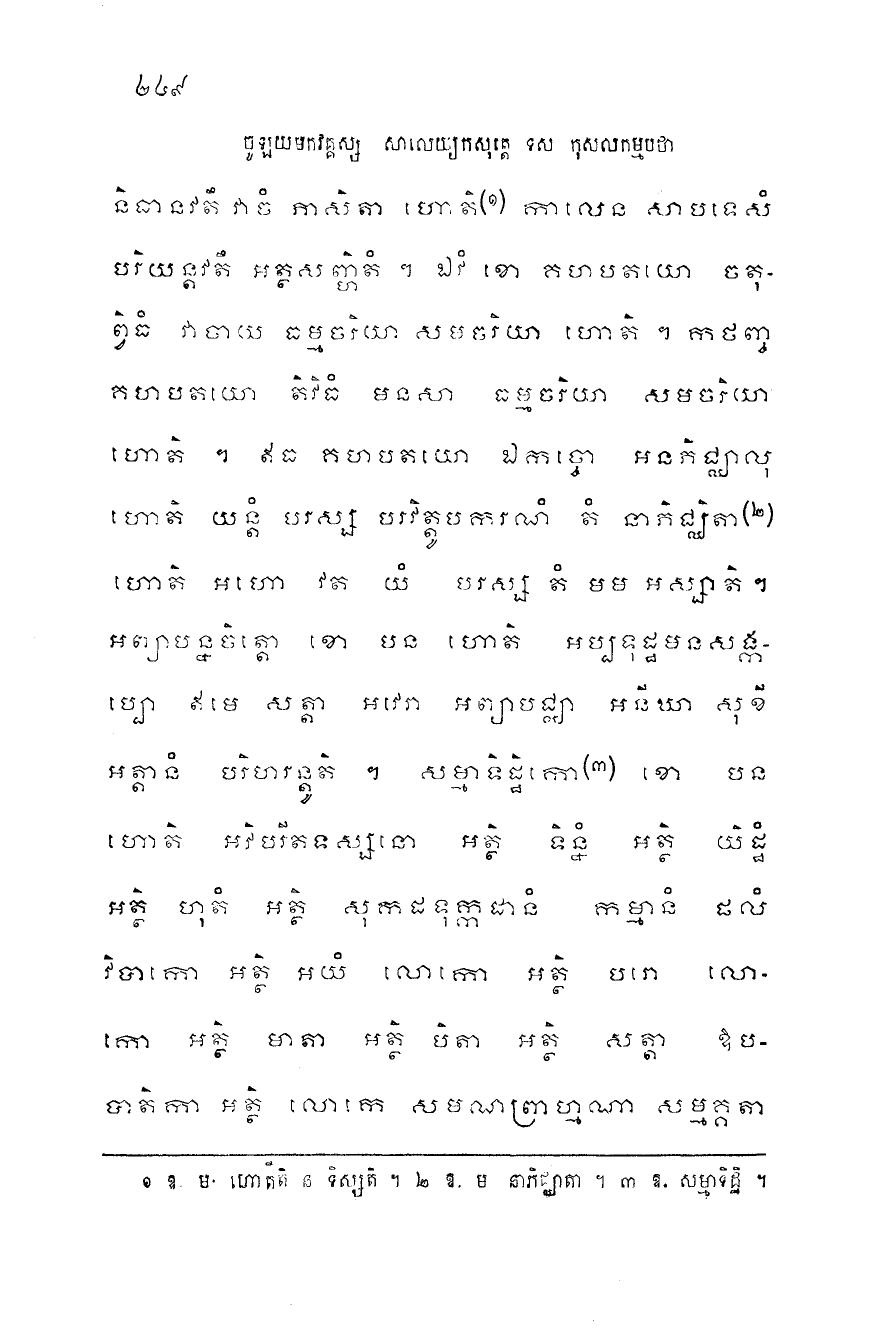 ២៤៩
ចូឡយមកវគ្គស្ស សាលេយ្យកសុត្តេ ទស កុសលកម្មបថា
និធានវតឹ វាចំ ភាសិតា ហោតិ(១) កាលេន សាបទេសំ
បរិយន្តវតឹ អត្ថសញ្ហិតំ ។ ឯវំ ខោ គហបតយោ ចតុ-
ព្វិធំ វាចាយ ធម្មចរិយា សមចរិយា ហោតិ ។ កថញ្ច
គហបតយោ តិវិធំ មនសា ធម្មចរិយា សមចរិយា
ហោតិ ។ ឥធ គហបតយោ ឯកច្ចោ អនភិជ្ឈាលុ
ហោតិ យន្តំ បរស្ស បរវិត្តូបករណំ តំ នាភិជ្ឈិតា(២)
ហោតិ អហោ វត យំ បរស្ស តំ មម អស្សាតិ ។
អព្យាបន្នចិត្តោ ខោ បន ហោតិ អប្បទុដ្ឋមនសង្ក-
ប្បោ ឥមេ សត្តា អវេរា អព្យាបជ្ឈា អនីឃា សុខី
អត្តានំ បរិហរន្តូតិ ។ សម្មាទិដ្ឋិកោ(៣) ខោ បន
ហោតិ អវិបរីតទស្សនោ អត្ថិ ទិន្នំ អត្ថិ យិដ្ឋំ
អត្ថិ ហុតំ អត្ថិ សុកដទុក្កដានំ កម្មានំ ផលំ
វិបាកោ អត្ថិ អយំ លោកោ អត្ថិ បរោ លោ-
កោ អត្ថិ មាតា អត្ថិ បិតា អត្ថិ សត្តា ឱប-
បាតិកា អត្ថិ លោកេ សមណព្រាហ្មណា សម្មគ្គតា
១ ឱ. ម. ហោតីតិ ន ទិស្សតិ ។ ២ ឱ. ម នាភិជ្ឈាតា ។ ៣ ឱ. សម្មាទិដ្ឋិ ។